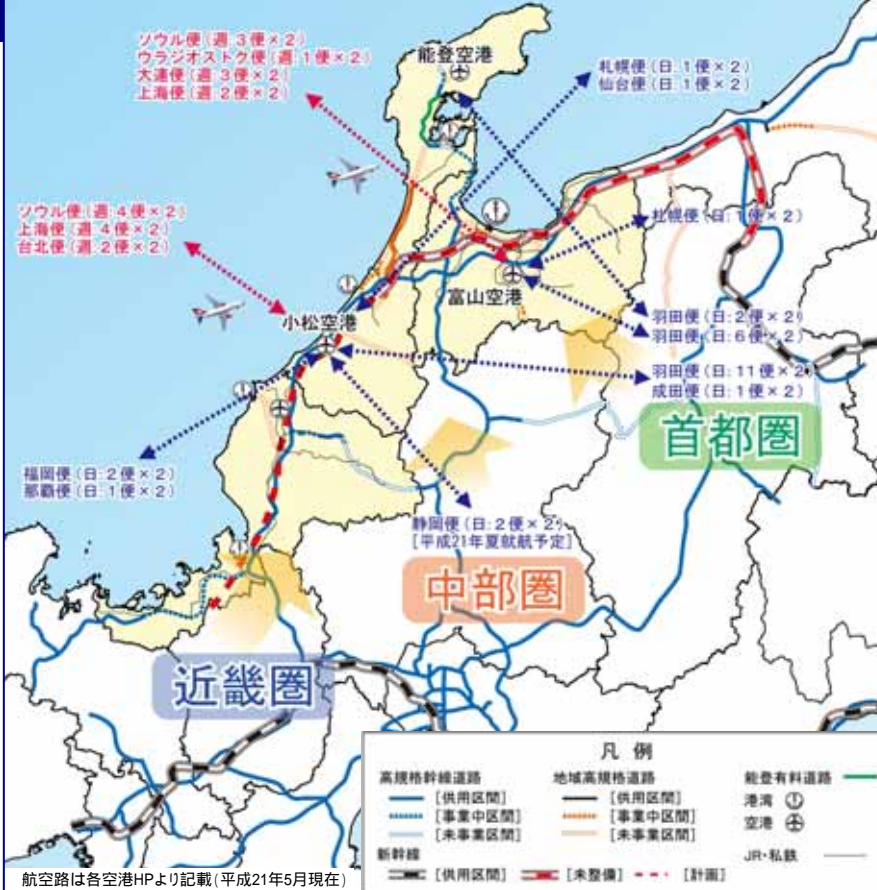 ソウル便(週:3便×2)
ウラジオストク便(週:1便×2)
大連便(週:3便×2)
上海便(週:2便×2)
能登空港
札幌便(日:1便×2)
仙台便(日:1便×2)
ソウル便(週:4便×2)
上海便(週:4便×2)
台北便(週:2便×2)
札幌便(日:1便×2)
富山空港
小松空港
羽田便(日:2便×2)
羽田便(日:6便×2)
羽田便(日:11便×2)
成田便(日:1便×2)
首都圏
福岡便(日:2便×2)
那覇便(日:1便×2)
静岡便(日:2便×2)
[平成21年夏就航予定]
中部圏
近畿圏
凡例
高規格幹線道路
[供用区間]
[事業中区間]
[未事業区間]
地域高規格道路
[供用区間]
[事業中区間]
[未事業区間]
能登有料道路
港湾
空港
新幹線
[供用区間] [未整備] [計画]
JR・私鉄
航空路は各空港HPより記載(平成21年5月現在)